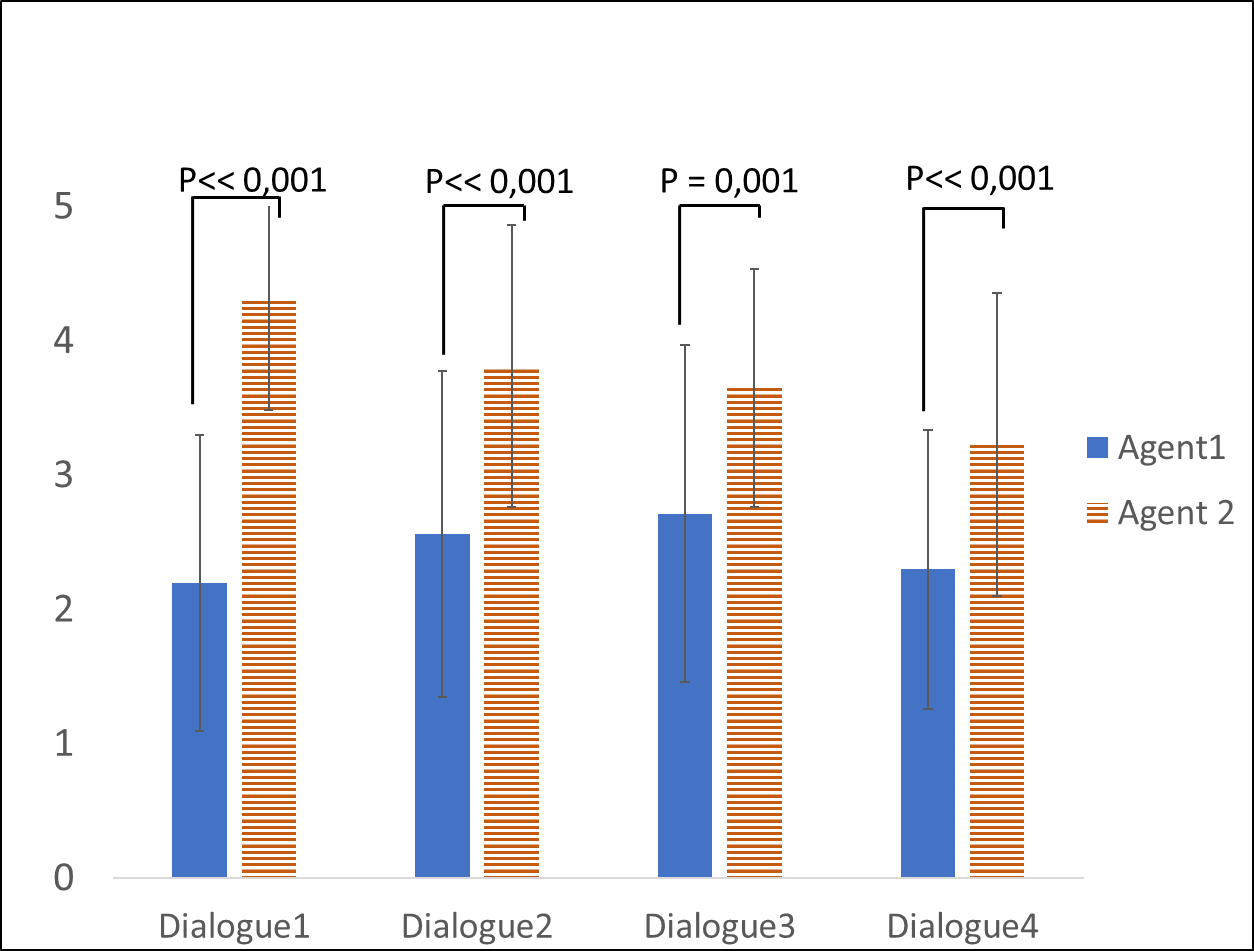 P<< 0,001
P<< 0,001
P = 0,001
P<< 0,001
5
4
3
2
1
0
Agent1
Agent 2
Dialogue1
Dialogue2
Dialogue3
Dialogue4